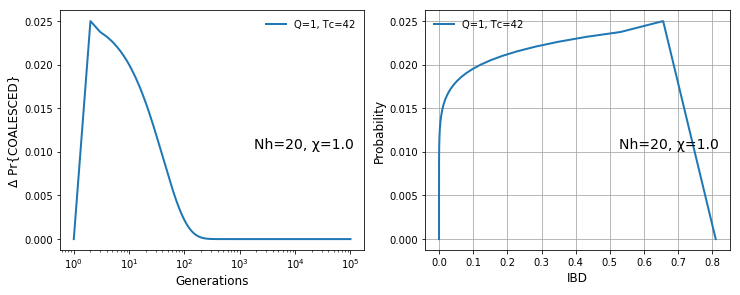 0.025
0.020
0.015
0.010
0.005
0.000
Δ Pr{COALESCED}
Q=1, Tc=42
Nh=20, χ=1.0
10⁰ 10¹ 10² 10³ 10⁴ 10⁵
Generations
0.025
0.020
0.015
0.010
0.005
0.000
Probability
Q=1, Tc=42
Nh=20, χ=1.0
0.0 0.1 0.2 0.3 0.4 0.5 0.6 0.7 0.8
IBD